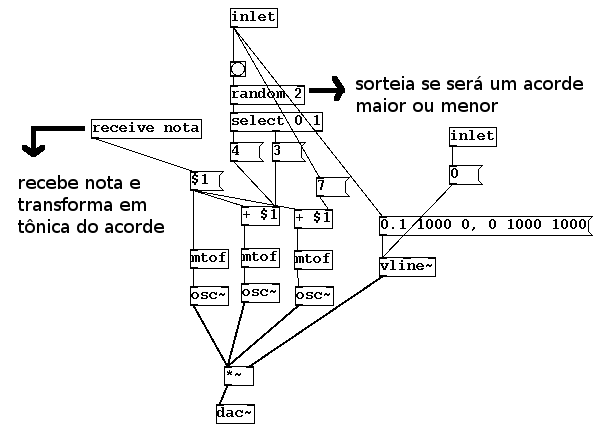 inlet
random 2
sorteia se será um acorde
maior ou menor
select 0 1
receive nota
inlet
4
3
0
recebe nota e
transforma em
tônica do acorde
$1
7
+ $1
+ $1
0.1 1000 0, 0 1000 1000
mtof
mtof
mtof
vline~
osc~
osc~
osc~
*~
dac~